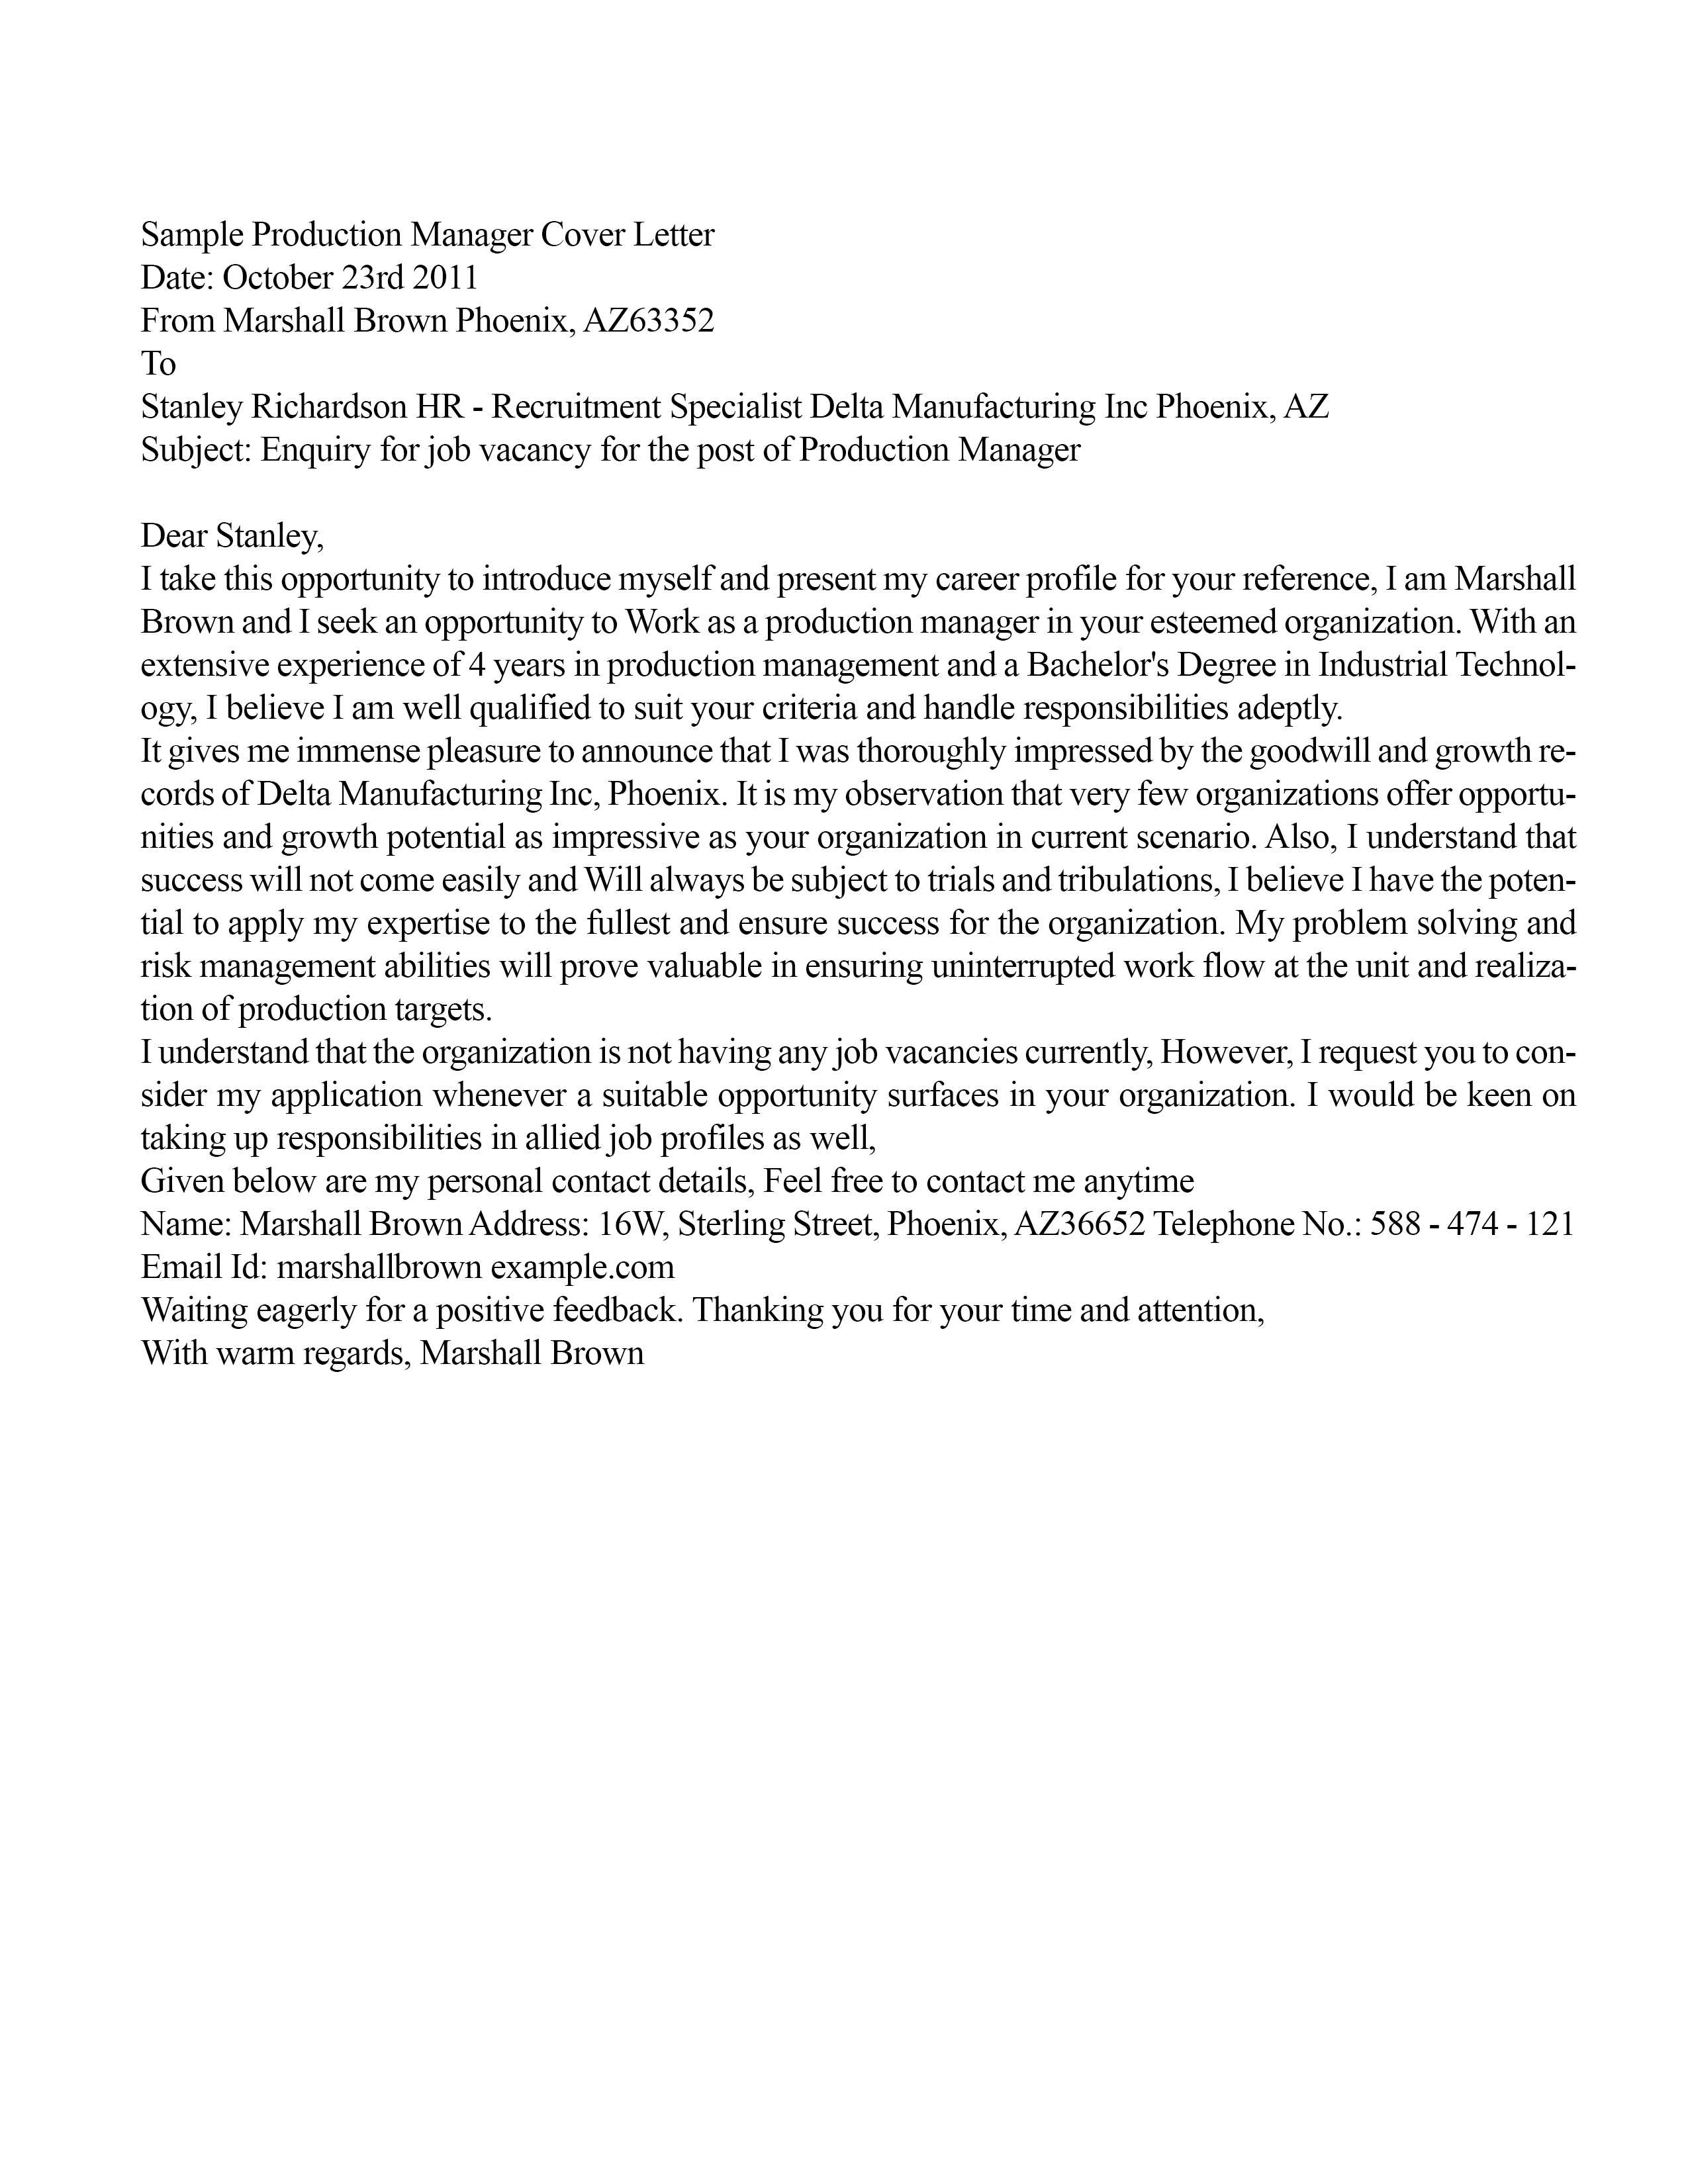 Sample Production Manager Cover Letter
Date: October 23rd 2011
From Marshall Brown Phoenix, AZ63352
To
Stanley Richardson HR - Recruitment Specialist Delta Manufacturing Inc Phoenix, AZ
Subject: Enquiry for job vacancy for the post of Production Manager
Dear Stanley,
I take this opportunity to introduce myself and present my career profile for your reference, I am Marshall
Brown and I seek an opportunity to Work as a production manager in your esteemed organization. With an
extensive experience of 4 years in production management and a Bachelor's Degree in Industrial Technol-
ogy, I believe I am well qualified to suit your criteria and handle responsibilities adeptly.
It gives me immense pleasure to announce that I was thoroughly impressed by the goodwill and growth re-
cords of Delta Manufacturing Inc, Phoenix. It is my observation that very few organizations offer opportu-
nities and growth potential as impressive as your organization in current scenario. Also, I understand that
success will not come easily and Will always be subject to trials and tribulations, I believe I have the poten-
tial to apply my expertise to the fullest and ensure success for the organization. My problem solving and
risk management abilities will prove valuable in ensuring uninterrupted work flow at the unit and realiza-
tion of production targets.
I understand that the organization is not having any job vacancies currently, However, I request you to con-
sider my application whenever a suitable opportunity surfaces in your organization. I would be keen on
taking up responsibilities in allied job profiles as well,
Given below are my personal contact details, Feel free to contact me anytime
Name: Marshall Brown Address: 16W, Sterling Street, Phoenix, AZ36652 Telephone No.: 588 - 474 - 121
Email Id: marshallbrown example.com
Waiting eagerly for a positive feedback. Thanking you for your time and attention,
With warm regards, Marshall Brown